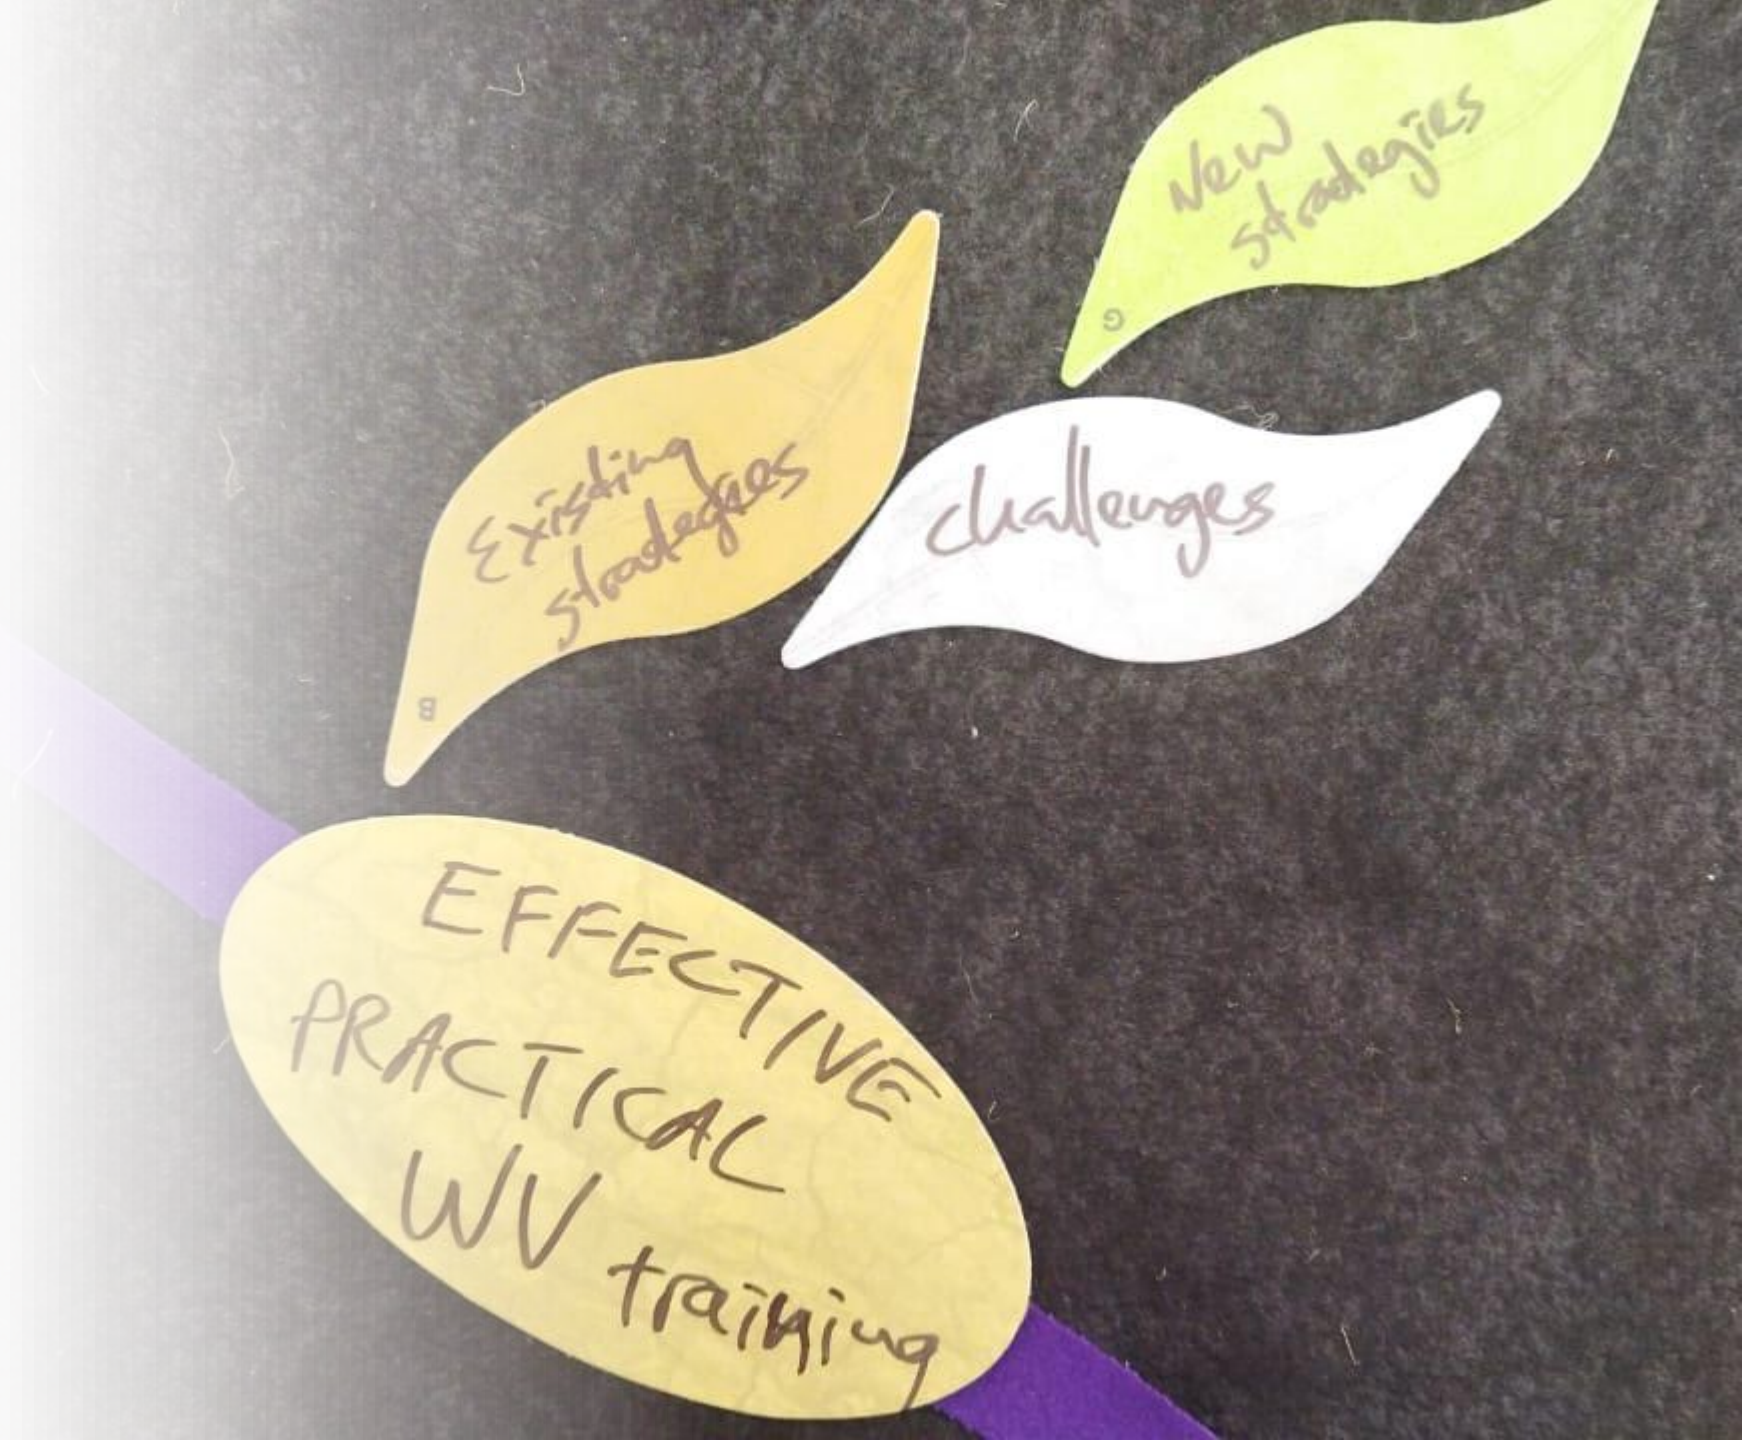 New
strategies
G
Existing
strategies
B
challenges
EFFECTIVE
PRACTICAL
WV training